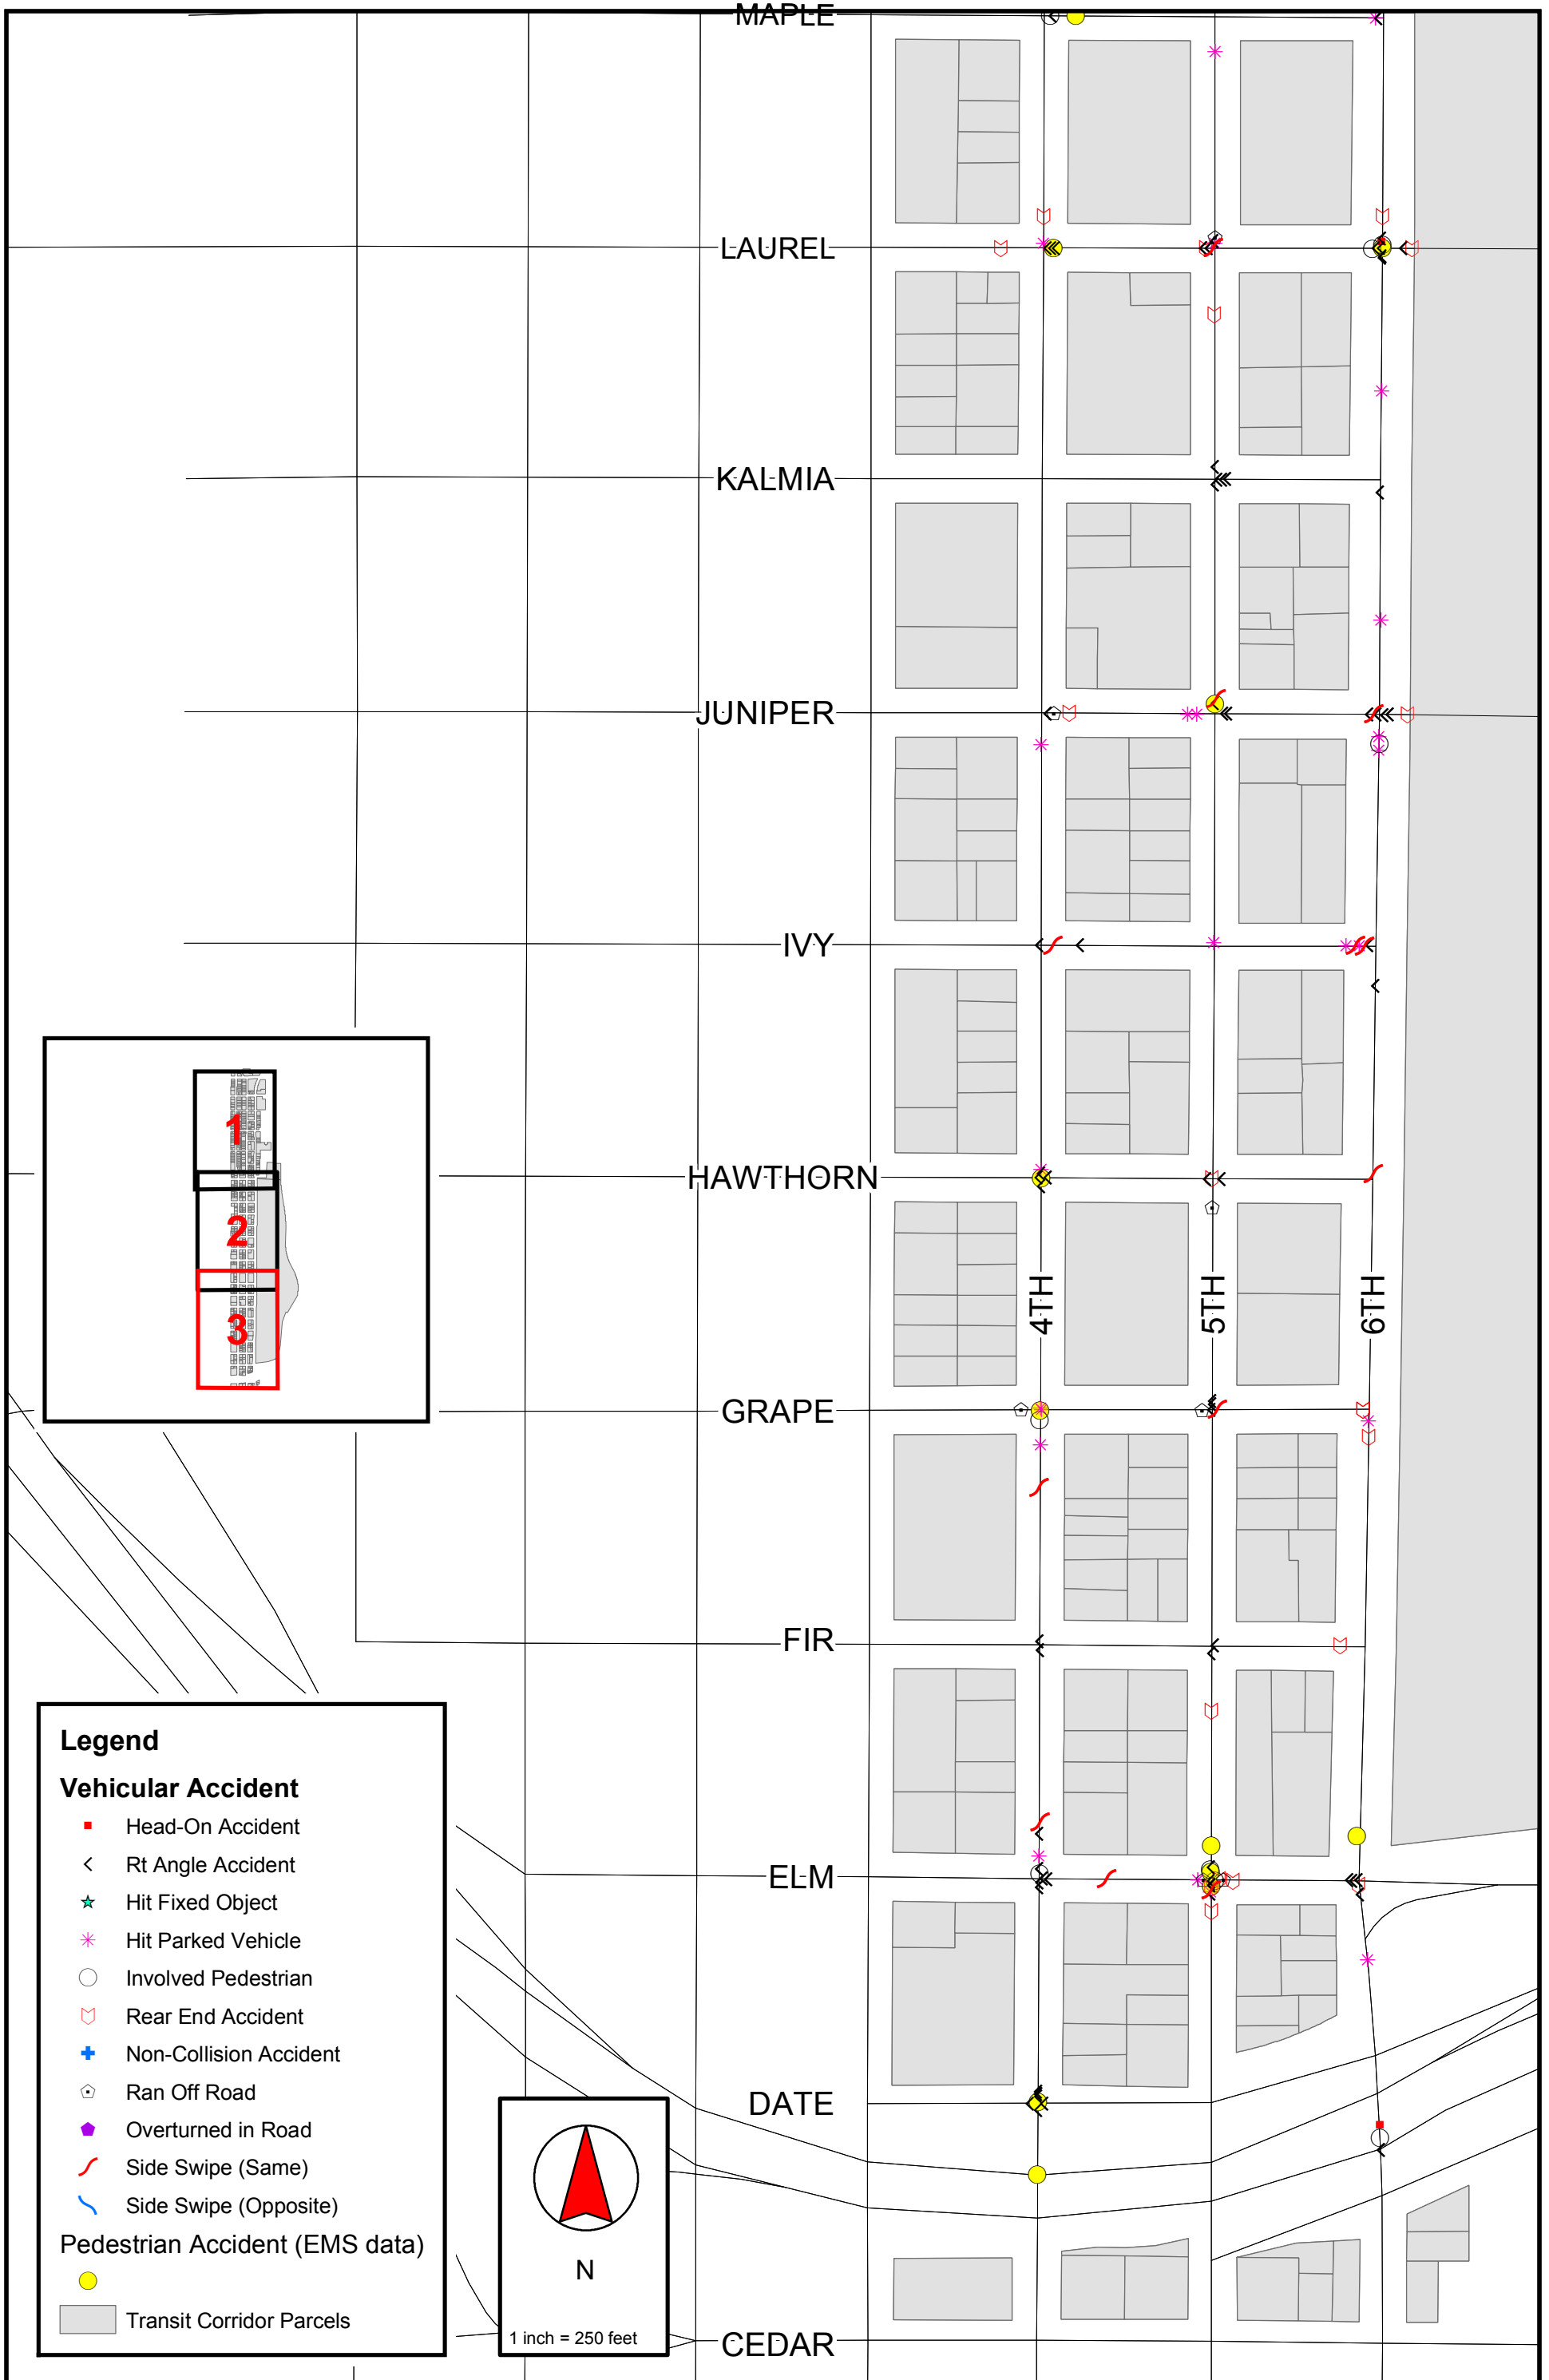 MAPLE
LAUREL
KALMIA
JUNIPER
IVY
HAWTHORN
4TH
5TH
6TH
GRAPE
FIR
ELM
DATE
CEDAR
1
2
3
Legend
Vehicular Accident
Head-On Accident
Rt Angle Accident
Hit Fixed Object
Hit Parked Vehicle
Involved Pedestrian
Rear End Accident
Non-Collision Accident
Ran Off Road
Overturned in Road
Side Swipe (Same)
Side Swipe (Opposite)
Pedestrian Accident (EMS data)
Transit Corridor Parcels
N
1 inch = 250 feet